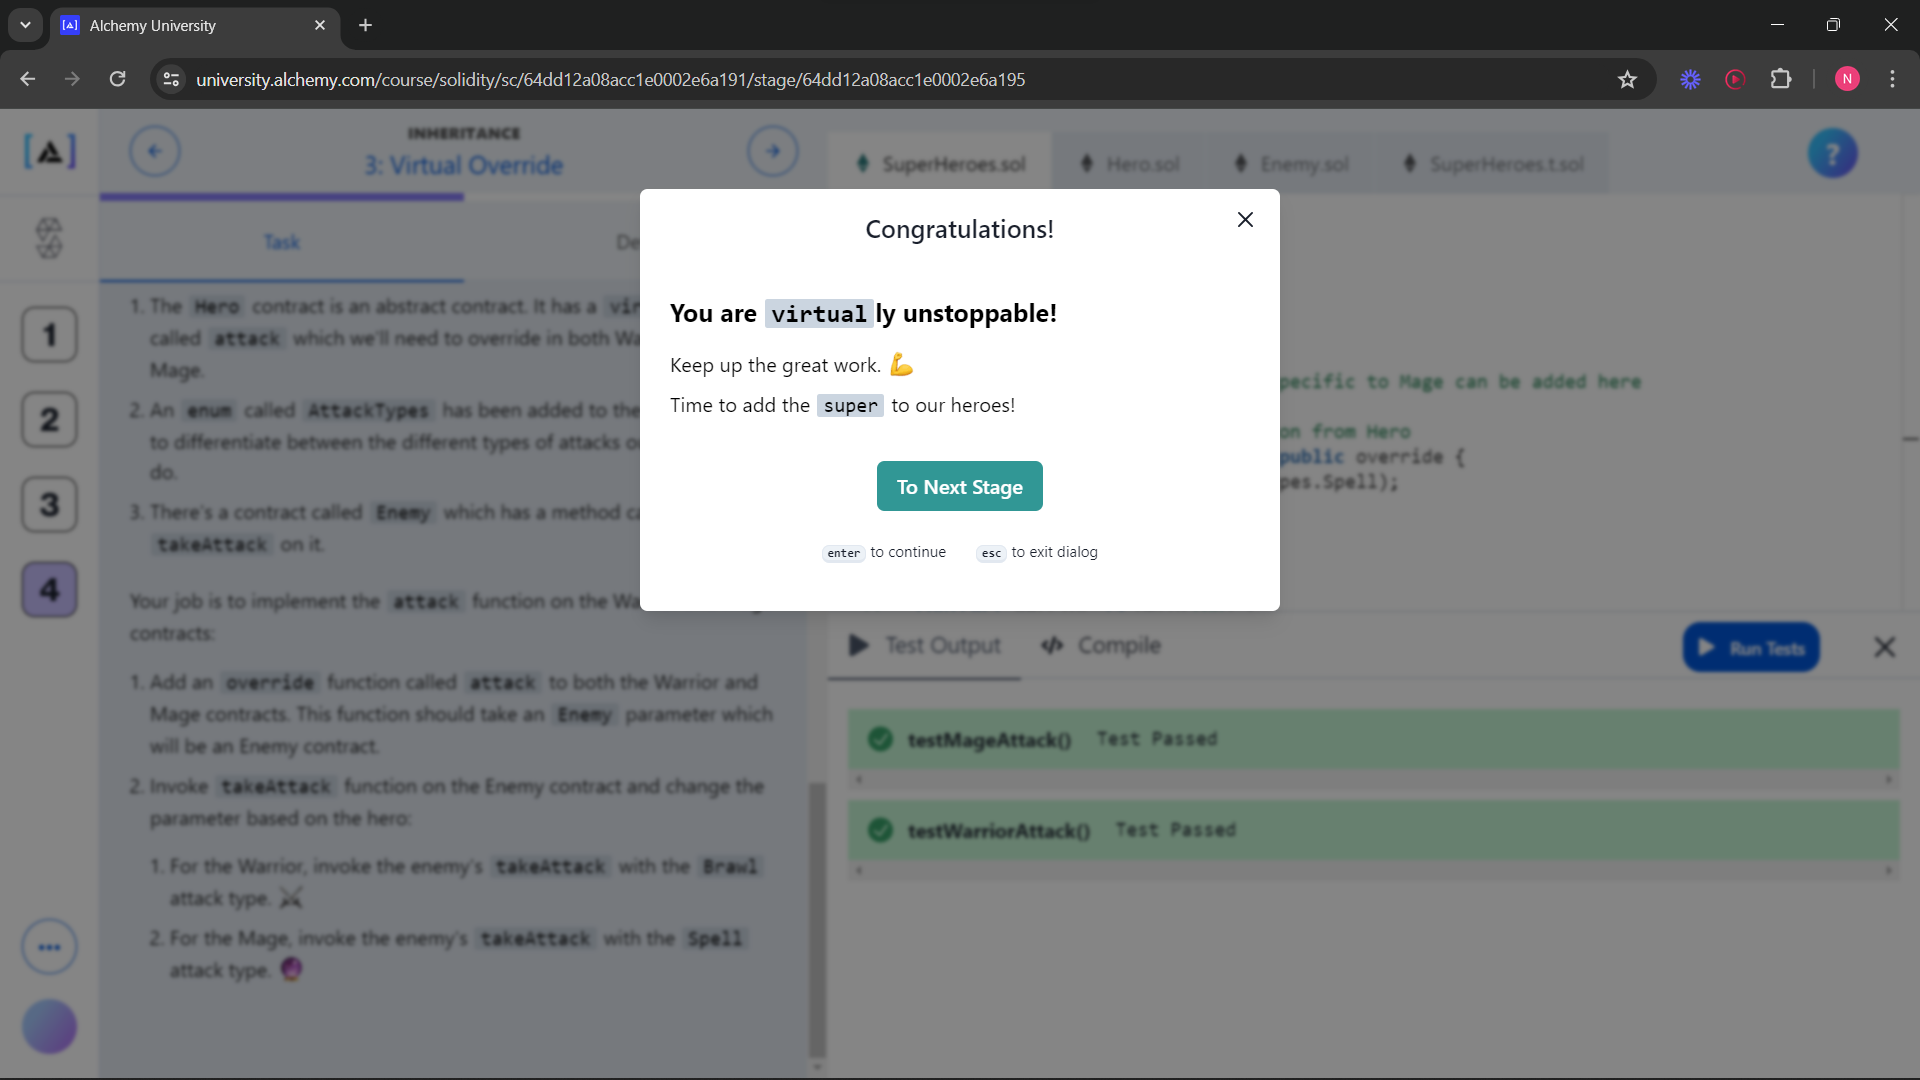 Alchemy University
university.alchemy.com/course/solidity/sc/64dd12a08acc1e0002e6a191/stage/64dd12a08acc1e0002e6a195
N
INHERITANCE
3: Virtual Override
SuperHeroes.sol
Hero.sol
Enemy.sol
SuperHeroes.t.sol
?
Task
De
1
2
3
4
1. The Hero contract is an abstract contract. It has a vir
called attack which we'll need to override in both Wa
Mage.
2. An enum called AttackTypes has been added to the
to differentiate between the different types of attacks o
do.
3. There's a contract called Enemy which has a method ca
takeAttack on it.
Your job is to implement the attack function on the Wa
contracts:
1. Add an override function called attack to both the Warrior and
Mage contracts. This function should take an Enemy parameter which
will be an Enemy contract.
2. Invoke takeAttack function on the Enemy contract and change the
parameter based on the hero:
1. For the Warrior, invoke the enemy's takeAttack with the Brawl
attack type. ⚔
2. For the Mage, invoke the enemy's takeAttack with the Spell
attack type. 🔮
Congratulations!
You are virtually unstoppable!
Keep up the great work. 💪
Time to add the super to our heroes!
To Next Stage
enter to continue
esc to exit dialog
pecific to Mage can be added here
on from Hero
public override {
pes.Spell);
Test Output
Compile
Run Tests
testMageAttack() Test Passed
testWarriorAttack() Test Passed